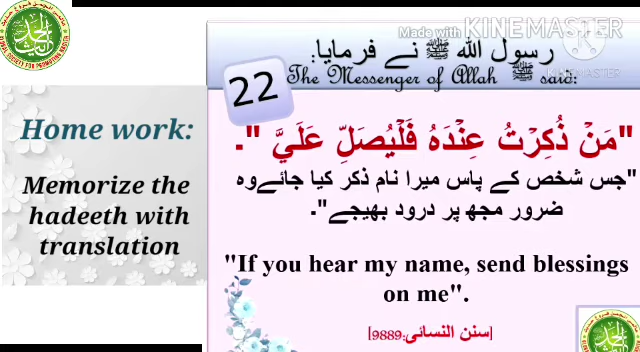 Made with KINEMASTER
KINEMASTER
رسول الله ﷺ نے فرمایا:
The Messenger of Allah ﷺ said:
22
"مَنْ ذُكِرْتُ عِنْدَهُ فَلْيُصَلِّ عَلَيَّ ".
"جس شخص کے پاس میرا نام ذکر کیا جائے وہ
ضرور مجھ پر درود بھیجے".
"If you hear my name, send blessings
on me".
[سنن النسائی:9889]
Home work:
Memorize the
hadeeth with
translation